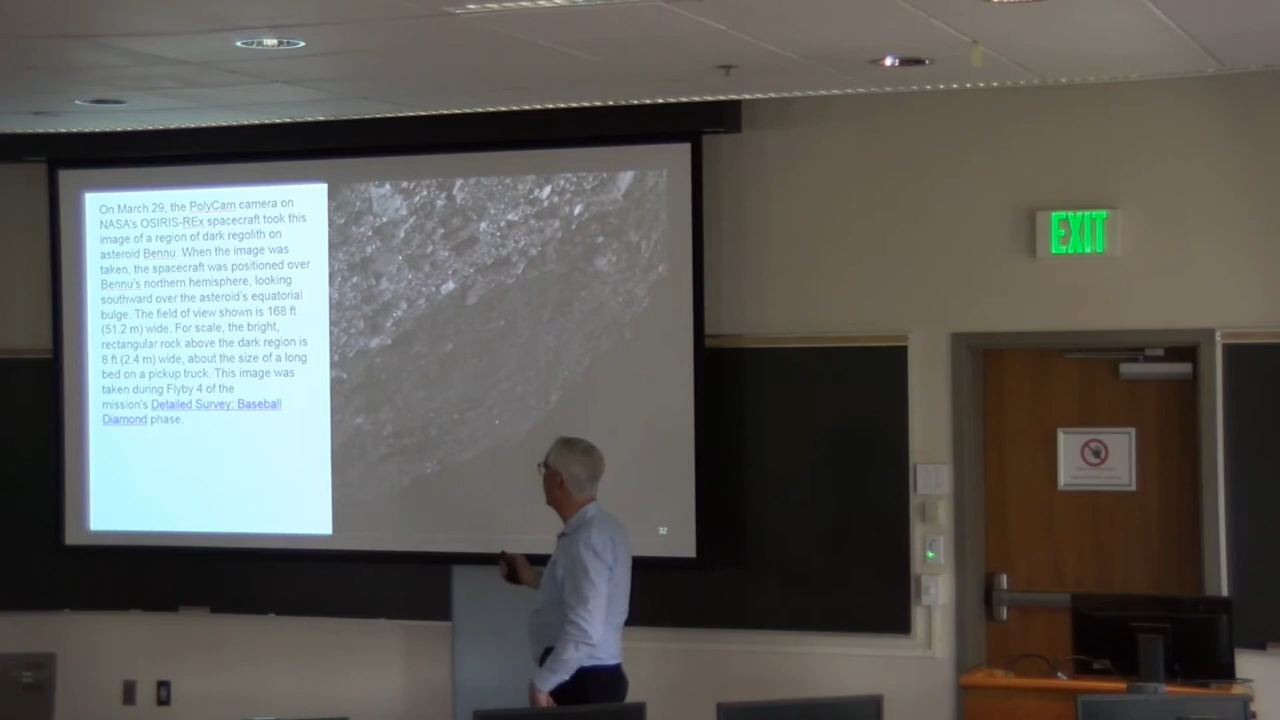 On March 29, the PolyCam camera on
NASA's OSIRIS-REx spacecraft took this
image of a region of dark regolith on
asteroid Bennu. When the image was
taken, the spacecraft was positioned over
Bennu's northern hemisphere, looking
southward over the asteroid's equatorial
bulge. The field of view shown is 168 ft
(51.2 m) wide. For scale, the bright,
rectangular rock above the dark region is
8 ft (2.4 m) wide, about the size of a long
bed on a pickup truck. This image was
taken during Flyby 4 of the
mission's Detailed Survey: Baseball
Diamond phase.
32
EXIT